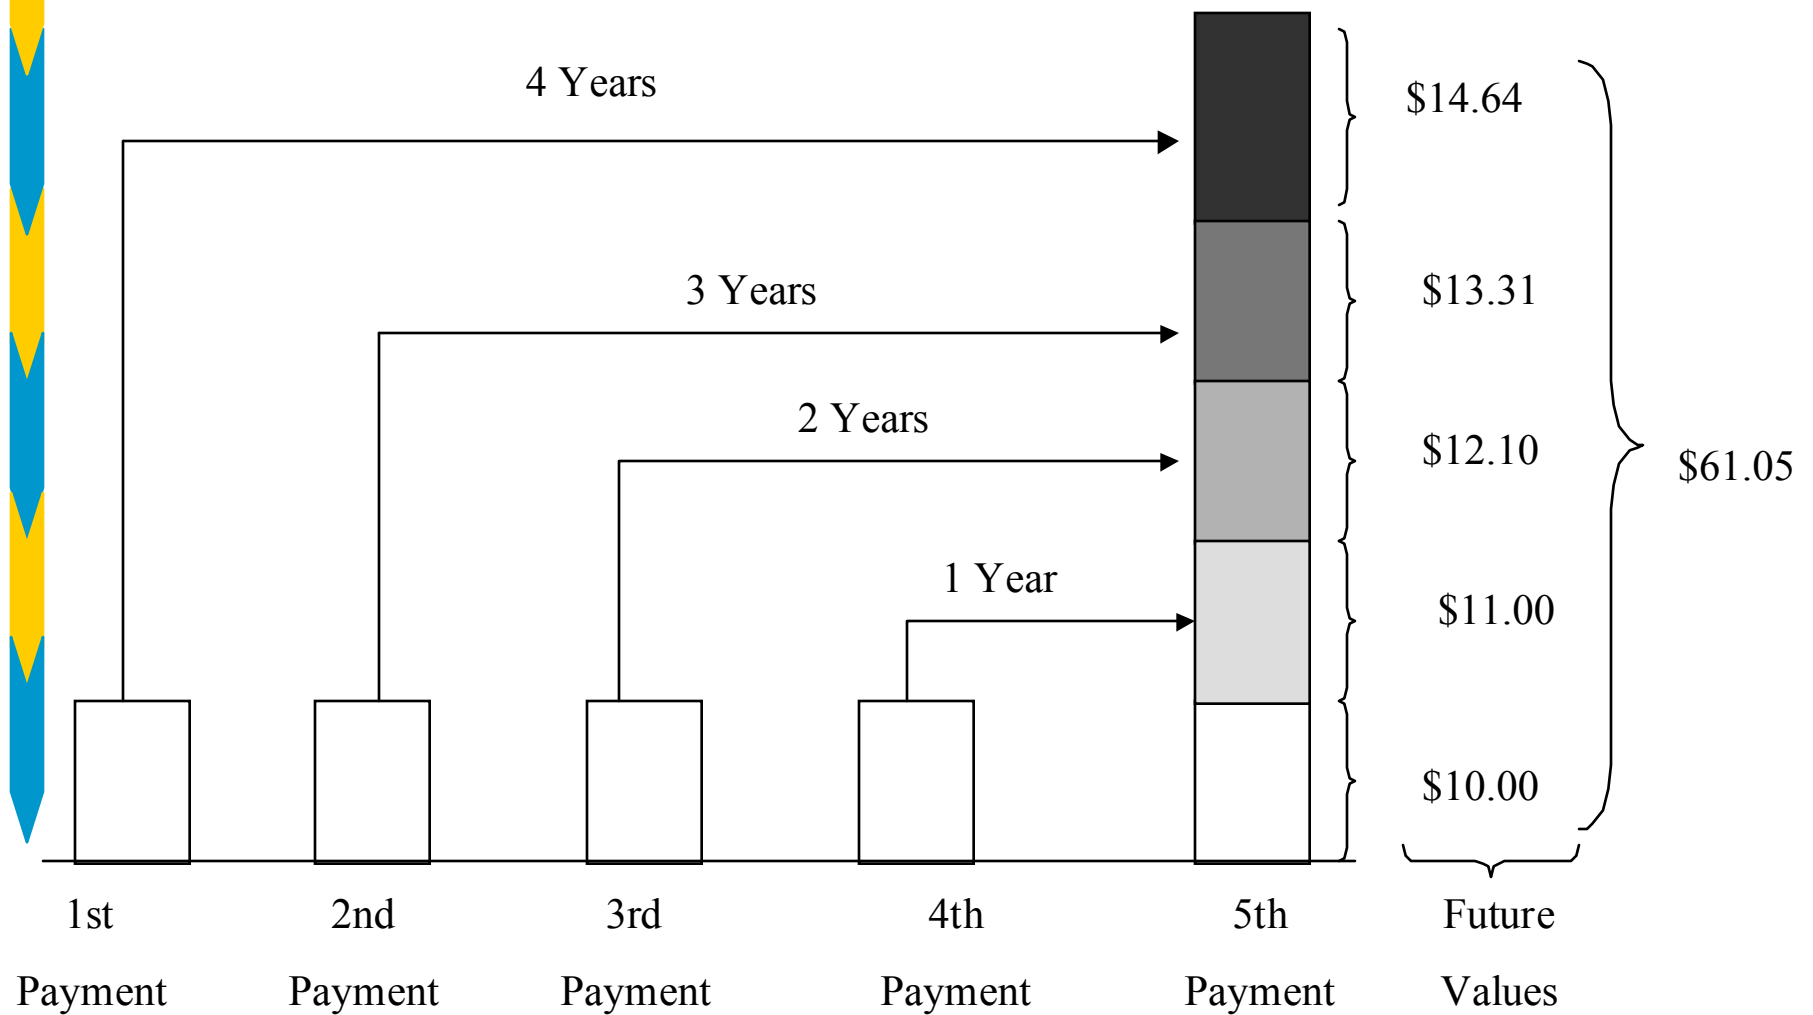 4 Years
$14.64
3 Years
$13.31
2 Years
$12.10
$61.05
1 Year
$11.00
$10.00
1st 2nd 3rd 4th 5th Future
Payment Payment Payment Payment Payment Values